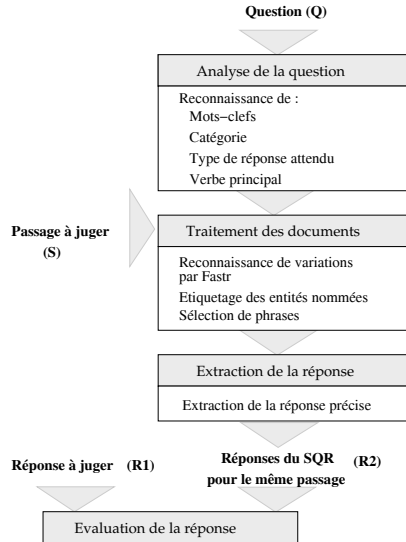 Question (Q)
Analyse de la question
Reconnaissance de :
Mots−clefs
Catégorie
Type de réponse attendu
Verbe principal
Passage à juger
(S)
Traitement des documents
Reconnaissance de variations
par Fastr
Etiquetage des entités nommées
Sélection de phrases
Extraction de la réponse
Extraction de la réponse précise
Réponse à juger (R1)
Réponses du SQR (R2)
pour le même passage
Evaluation de la réponse